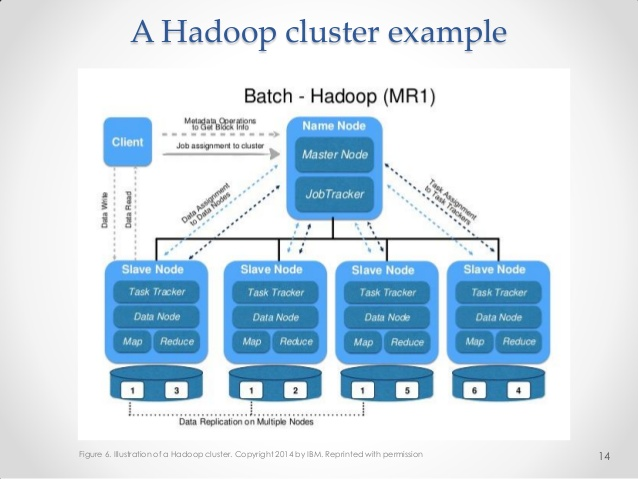 A Hadoop cluster example
Batch - Hadoop (MR1)
Metadata Operations
to Get Block Info
Name Node
Client
Job assignment to cluster
Master Node
JobTracker
Data Write
Data Read
Data Assignment
to Data Nodes
Task Assignment
to Task Trackers
Slave Node
Task Tracker
Data Node
Map Reduce
Slave Node
Task Tracker
Data Node
Map Reduce
Slave Node
Task Tracker
Data Node
Map Reduce
Slave Node
Task Tracker
Data Node
Map Reduce
1 3
1 2
1 5
6 4
Data Replication on Multiple Nodes
Figure 6. Illustration of a Hadoop cluster. Copyright 2014 by IBM. Reprinted with permission
14